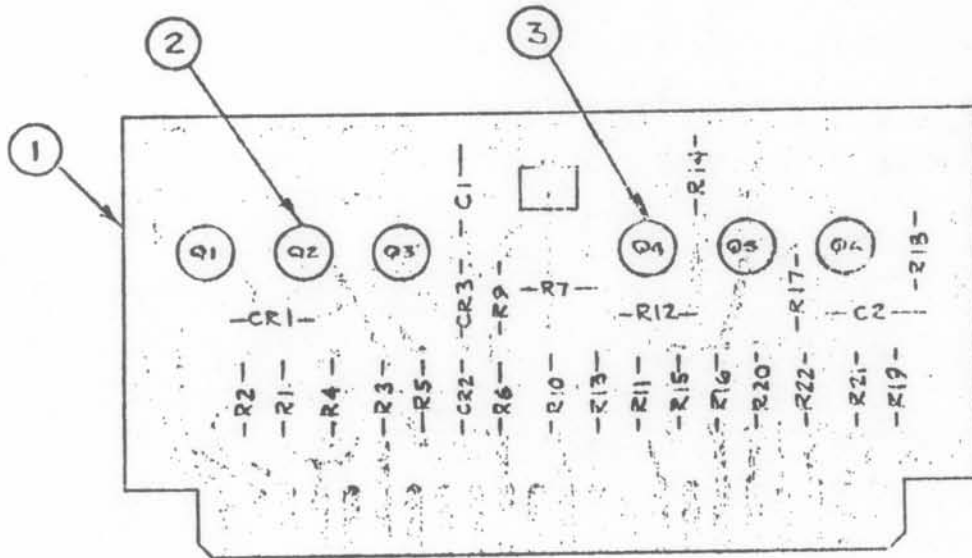 3
2
1
-R14-
-C1-
Q1
Q2
Q3
Q4
Q5
-R18-
-CR3-
-R9-
-R7-
-R17-
-CR1-
-R12-
-C2-
-R2-
-R1-
-R4-
-R3-
-R5-
-CR2-
-R6-
-R10-
-R13-
-R11-
-R15-
-R16-
-R20-
-R22-
-R21-
-R19-